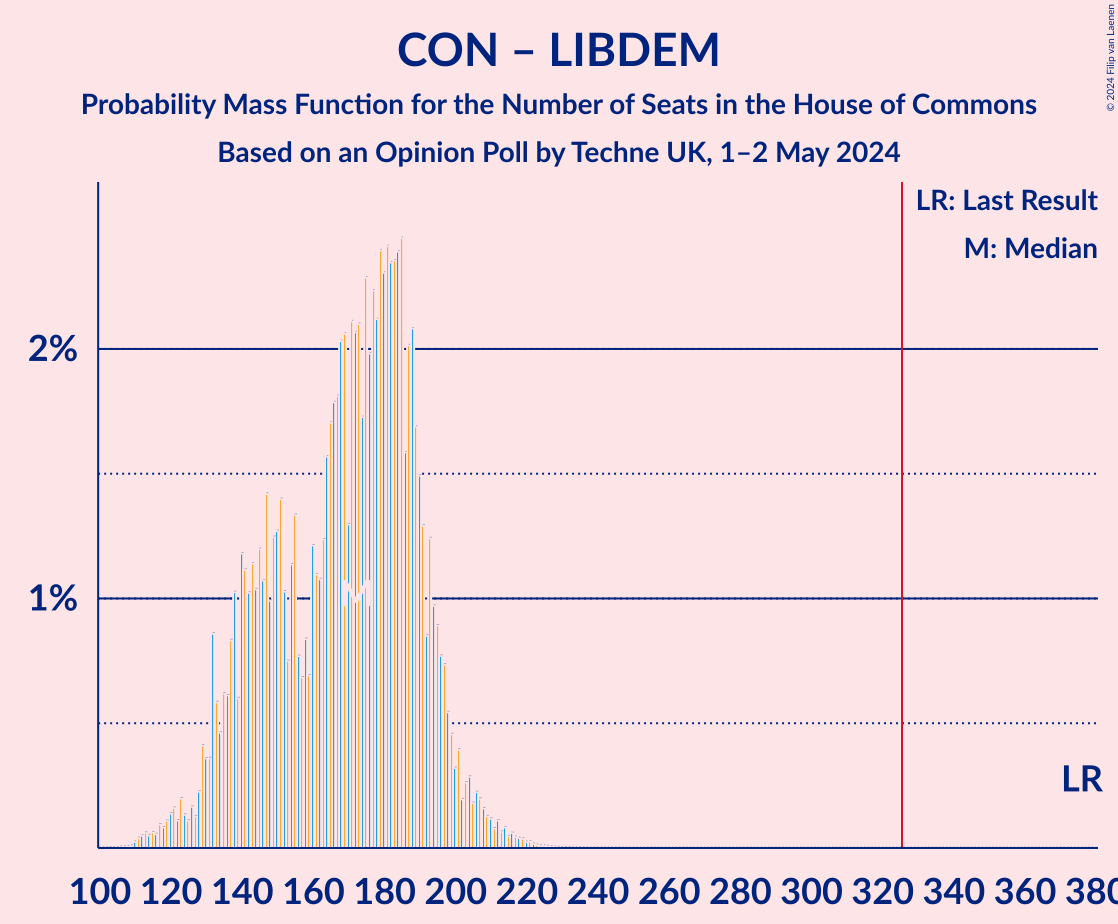 CON – LIBDEM
Probability Mass Function for the Number of Seats in the House of Commons
Based on an Opinion Poll by Techne UK, 1–2 May 2024
© 2024 Filip van Laenen
LR: Last Result
M: Median
2%
1%
M
LR
100 120 140 160 180 200 220 240 260 280 300 320 340 360 380